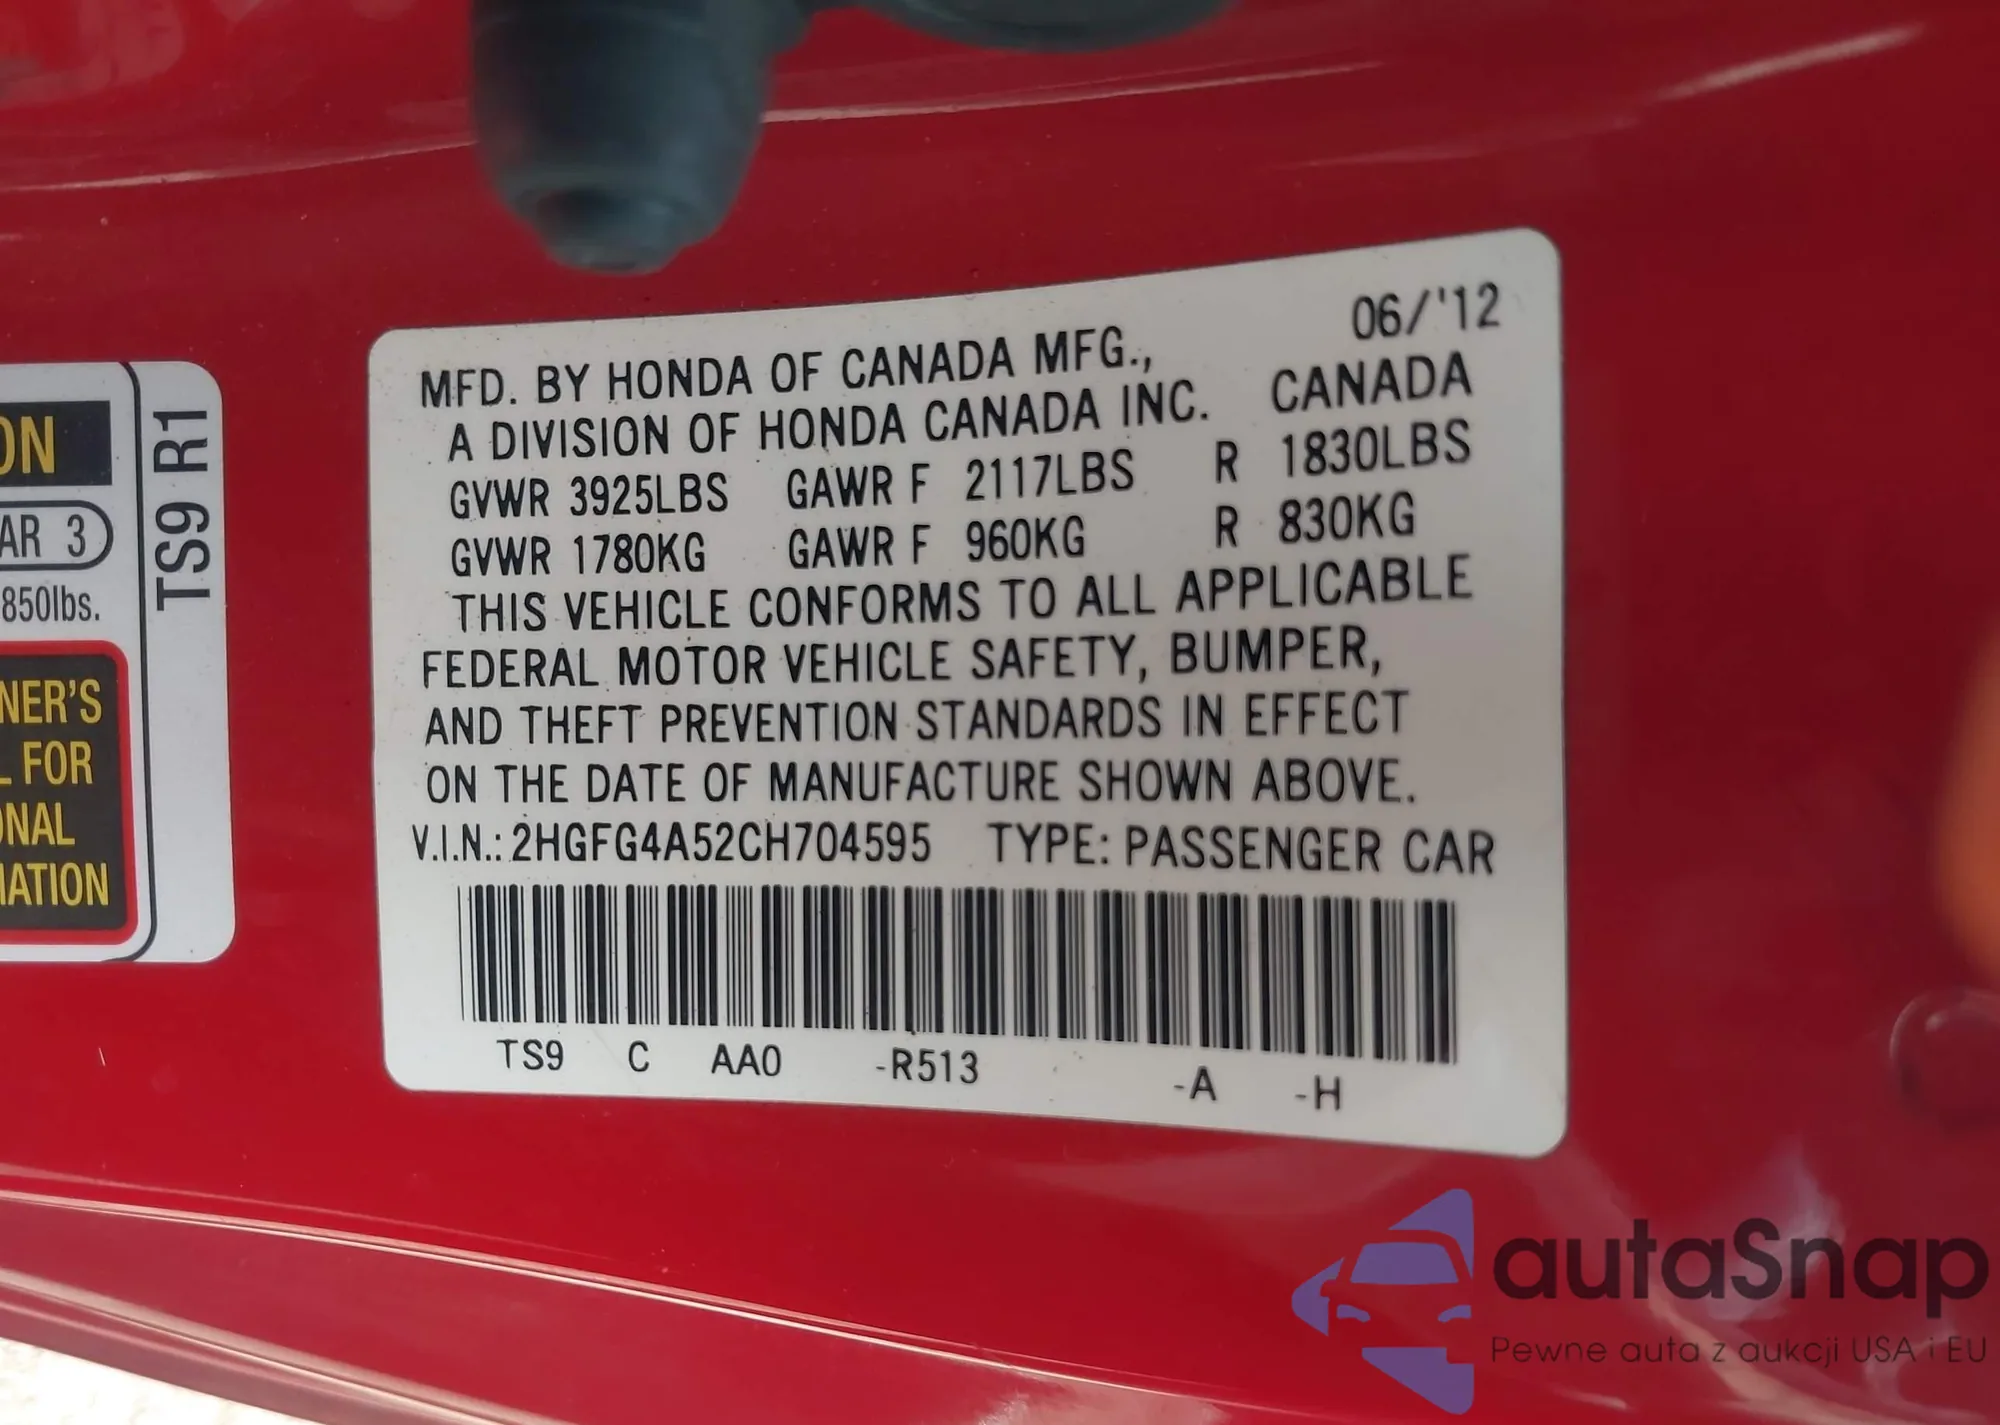 ON
AR 3
850lbs.
NER'S
L FOR
ONAL
MATION
TS9 R1
06/'12
MFD. BY HONDA OF CANADA MFG.,
A DIVISION OF HONDA CANADA INC. CANADA
GVWR 3925LBS GAWR F 2117LBS R 1830LBS
GVWR 1780KG GAWR F 960KG R 830KG
THIS VEHICLE CONFORMS TO ALL APPLICABLE
FEDERAL MOTOR VEHICLE SAFETY, BUMPER,
AND THEFT PREVENTION STANDARDS IN EFFECT
ON THE DATE OF MANUFACTURE SHOWN ABOVE.
V.I.N.: 2HGFG4A52CH704595 TYPE: PASSENGER CAR
TS9 C AA0 -R513 -A -H
autaSnap
Pewne auta z aukcji USA i EU